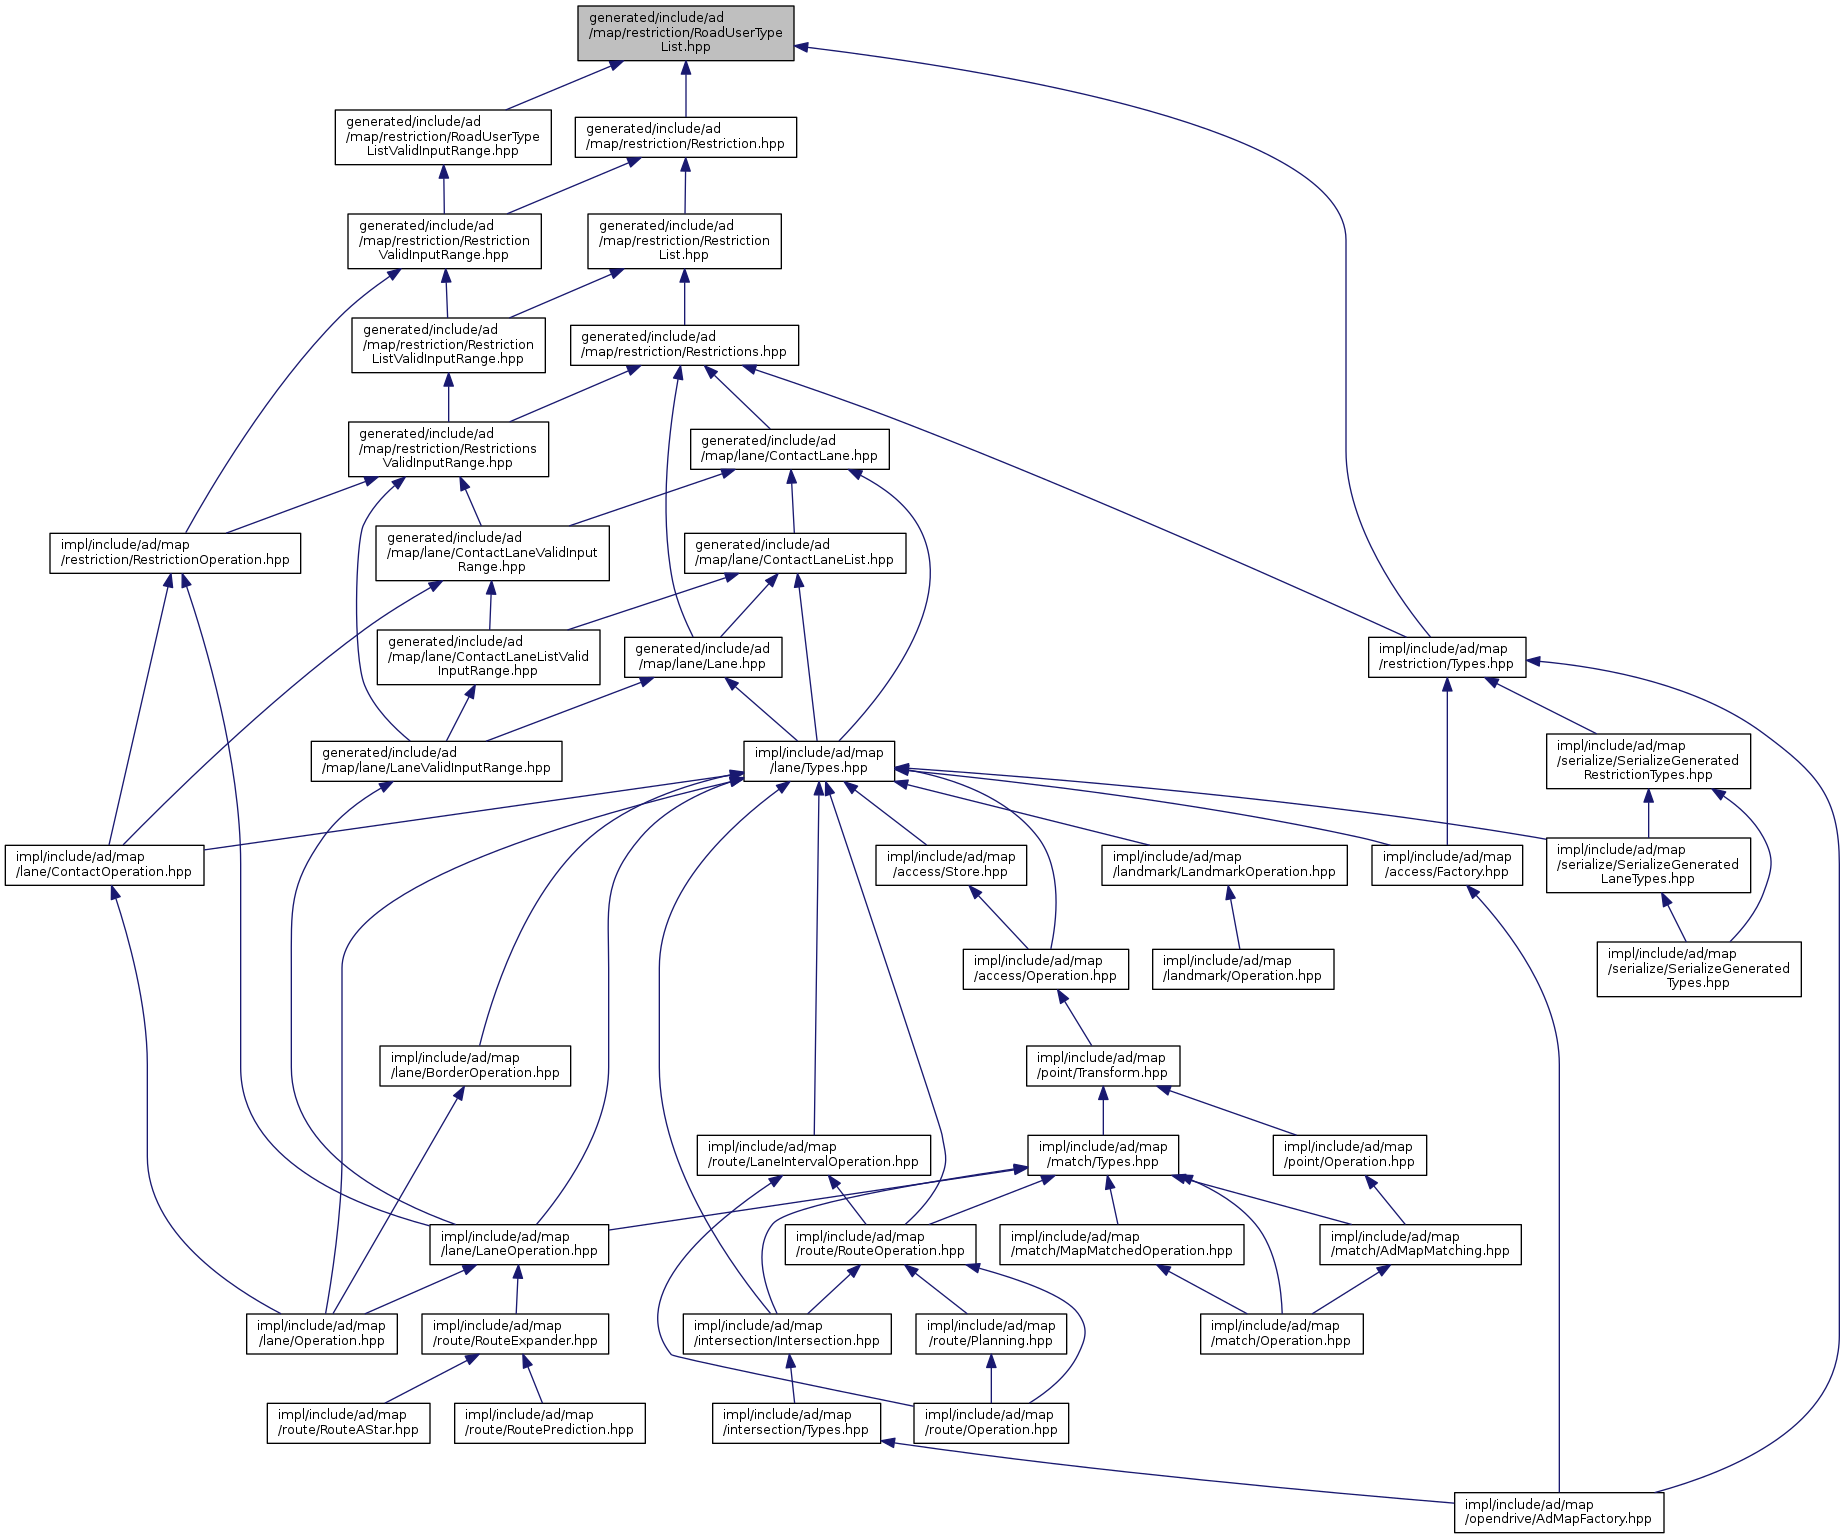 generated/include/ad
/map/restriction/RoadUserType
List.hpp
generated/include/ad
/map/restriction/RoadUserType
ListValidInputRange.hpp
generated/include/ad
/map/restriction/Restriction.hpp
generated/include/ad
/map/restriction/Restriction
ValidInputRange.hpp
generated/include/ad
/map/restriction/Restriction
List.hpp
generated/include/ad
/map/restriction/Restriction
ListValidInputRange.hpp
generated/include/ad
/map/restriction/Restrictions.hpp
generated/include/ad
/map/restriction/Restrictions
ValidInputRange.hpp
generated/include/ad
/map/lane/ContactLane.hpp
impl/include/ad/map
/restriction/RestrictionOperation.hpp
generated/include/ad
/map/lane/ContactLaneValidInput
Range.hpp
generated/include/ad
/map/lane/ContactLaneList.hpp
generated/include/ad
/map/lane/ContactLaneListValid
InputRange.hpp
generated/include/ad
/map/lane/Lane.hpp
impl/include/ad/map
/restriction/Types.hpp
generated/include/ad
/map/lane/LaneValidInputRange.hpp
impl/include/ad/map
/lane/Types.hpp
impl/include/ad/map
/serialize/SerializeGenerated
RestrictionTypes.hpp
impl/include/ad/map
/lane/ContactOperation.hpp
impl/include/ad/map
/access/Store.hpp
impl/include/ad/map
/landmark/LandmarkOperation.hpp
impl/include/ad/map
/access/Factory.hpp
impl/include/ad/map
/serialize/SerializeGenerated
LaneTypes.hpp
impl/include/ad/map
/access/Operation.hpp
impl/include/ad/map
/landmark/Operation.hpp
impl/include/ad/map
/serialize/SerializeGenerated
Types.hpp
impl/include/ad/map
/lane/BorderOperation.hpp
impl/include/ad/map
/point/Transform.hpp
impl/include/ad/map
/route/LaneIntervalOperation.hpp
impl/include/ad/map
/match/Types.hpp
impl/include/ad/map
/point/Operation.hpp
impl/include/ad/map
/lane/LaneOperation.hpp
impl/include/ad/map
/route/RouteOperation.hpp
impl/include/ad/map
/match/MapMatchedOperation.hpp
impl/include/ad/map
/match/AdMapMatching.hpp
impl/include/ad/map
/lane/Operation.hpp
impl/include/ad/map
/route/RouteExpander.hpp
impl/include/ad/map
/intersection/Intersection.hpp
impl/include/ad/map
/route/Planning.hpp
impl/include/ad/map
/match/Operation.hpp
impl/include/ad/map
/route/RouteAStar.hpp
impl/include/ad/map
/route/RoutePrediction.hpp
impl/include/ad/map
/intersection/Types.hpp
impl/include/ad/map
/route/Operation.hpp
impl/include/ad/map
/opendrive/AdMapFactory.hpp